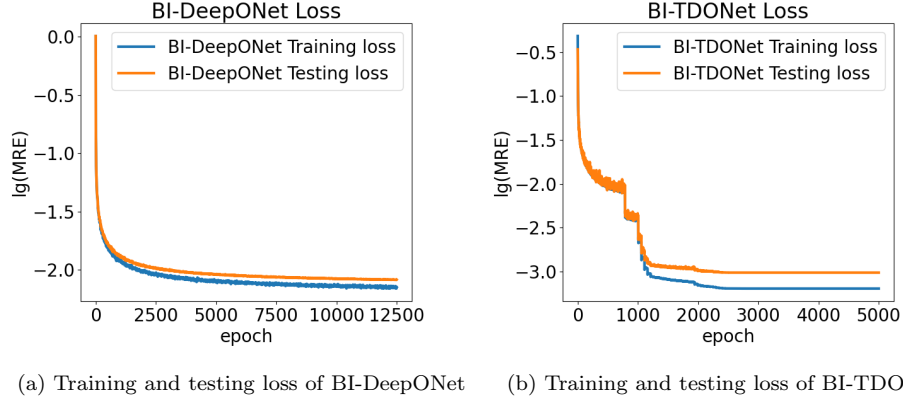 BI-DeepONet Loss
BI-DeepONet Training loss
BI-DeepONet Testing loss
lg(MRE)
0.0
−0.5
−1.0
−1.5
−2.0
0 2500 5000 7500 10000 12500
epoch
(a) Training and testing loss of BI-DeepONet
BI-TDONet Loss
BI-TDONet Training loss
BI-TDONet Testing loss
lg(MRE)
−0.5
−1.0
−1.5
−2.0
−2.5
−3.0
0 1000 2000 3000 4000 5000
epoch
(b) Training and testing loss of BI-TDO